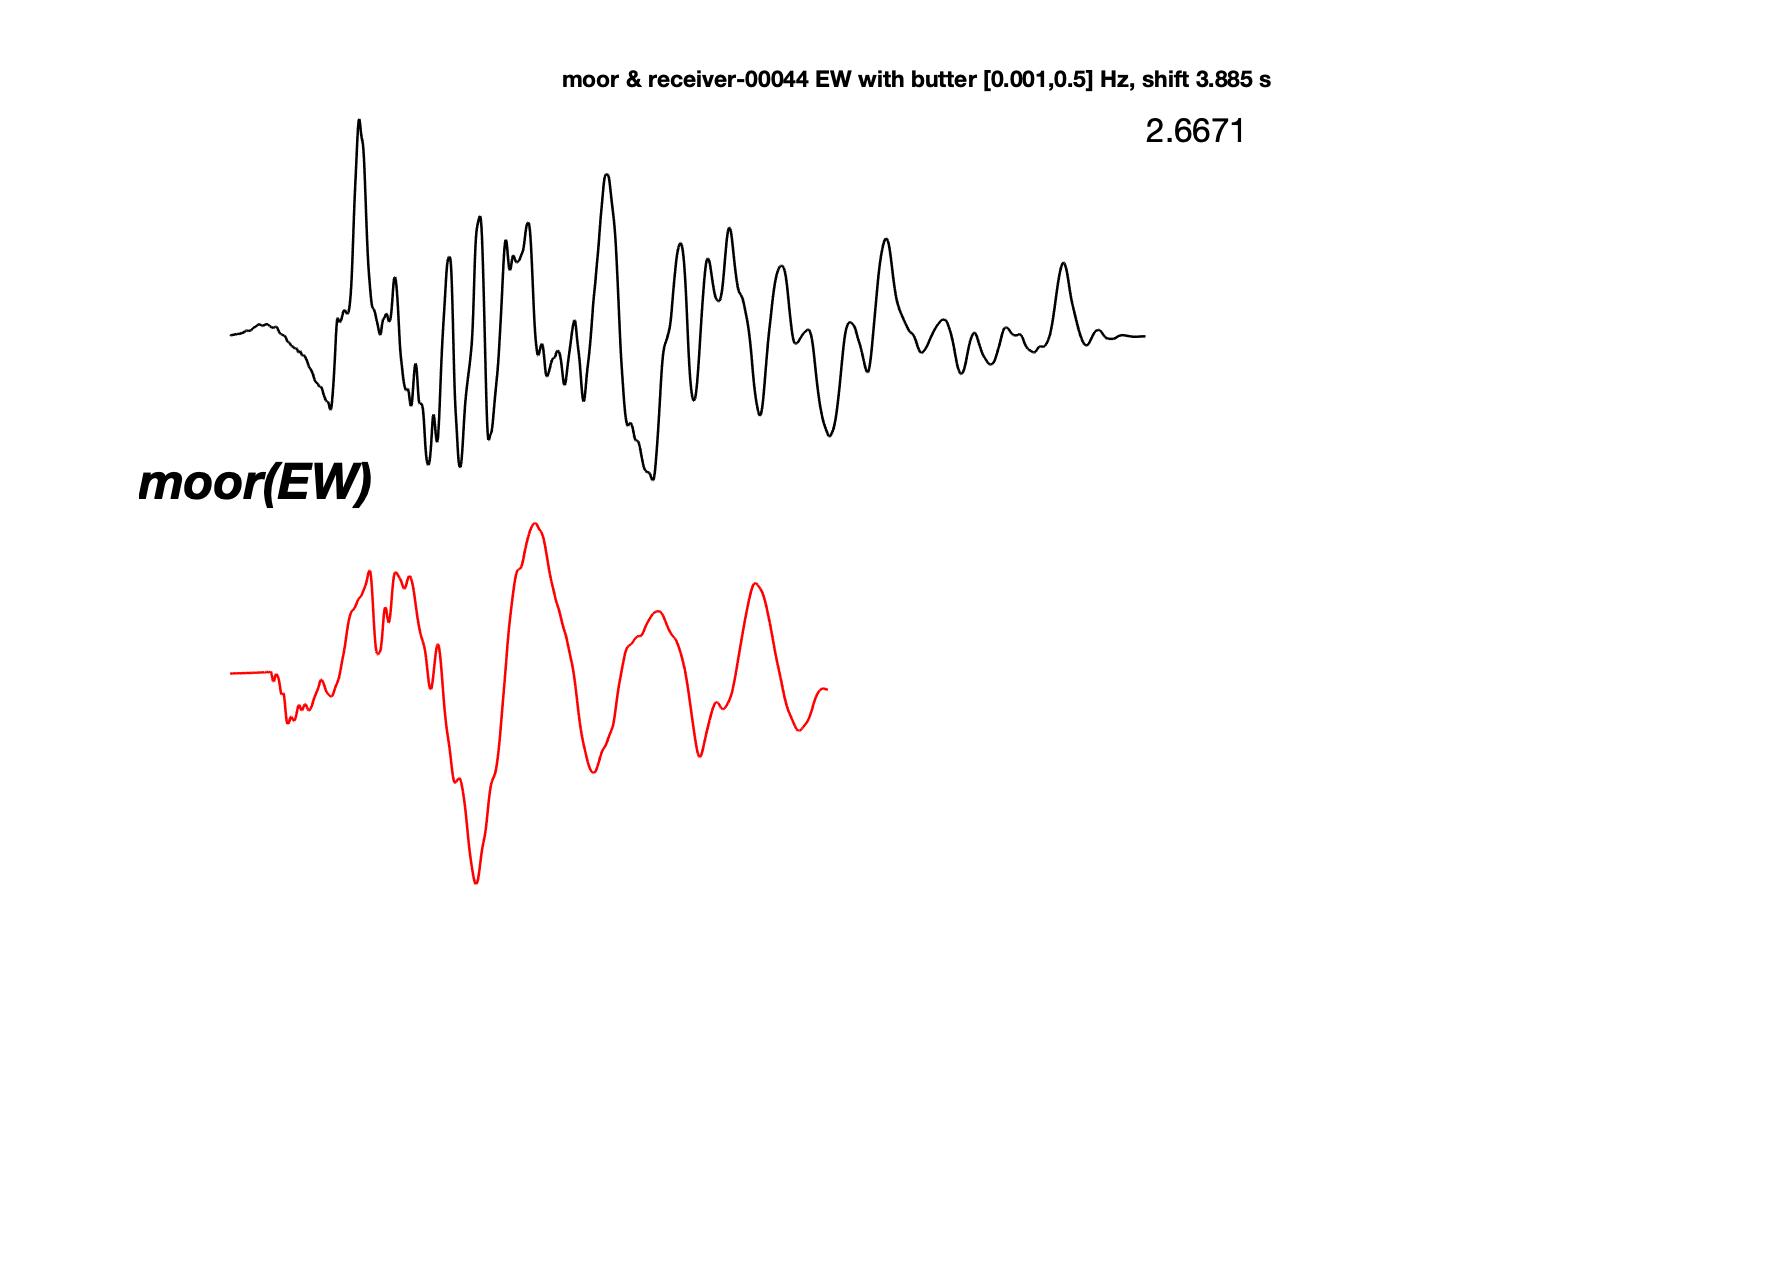 moor & receiver-00044 EW with butter [0.001,0.5] Hz, shift 3.885 s
2.6671
moor(EW)